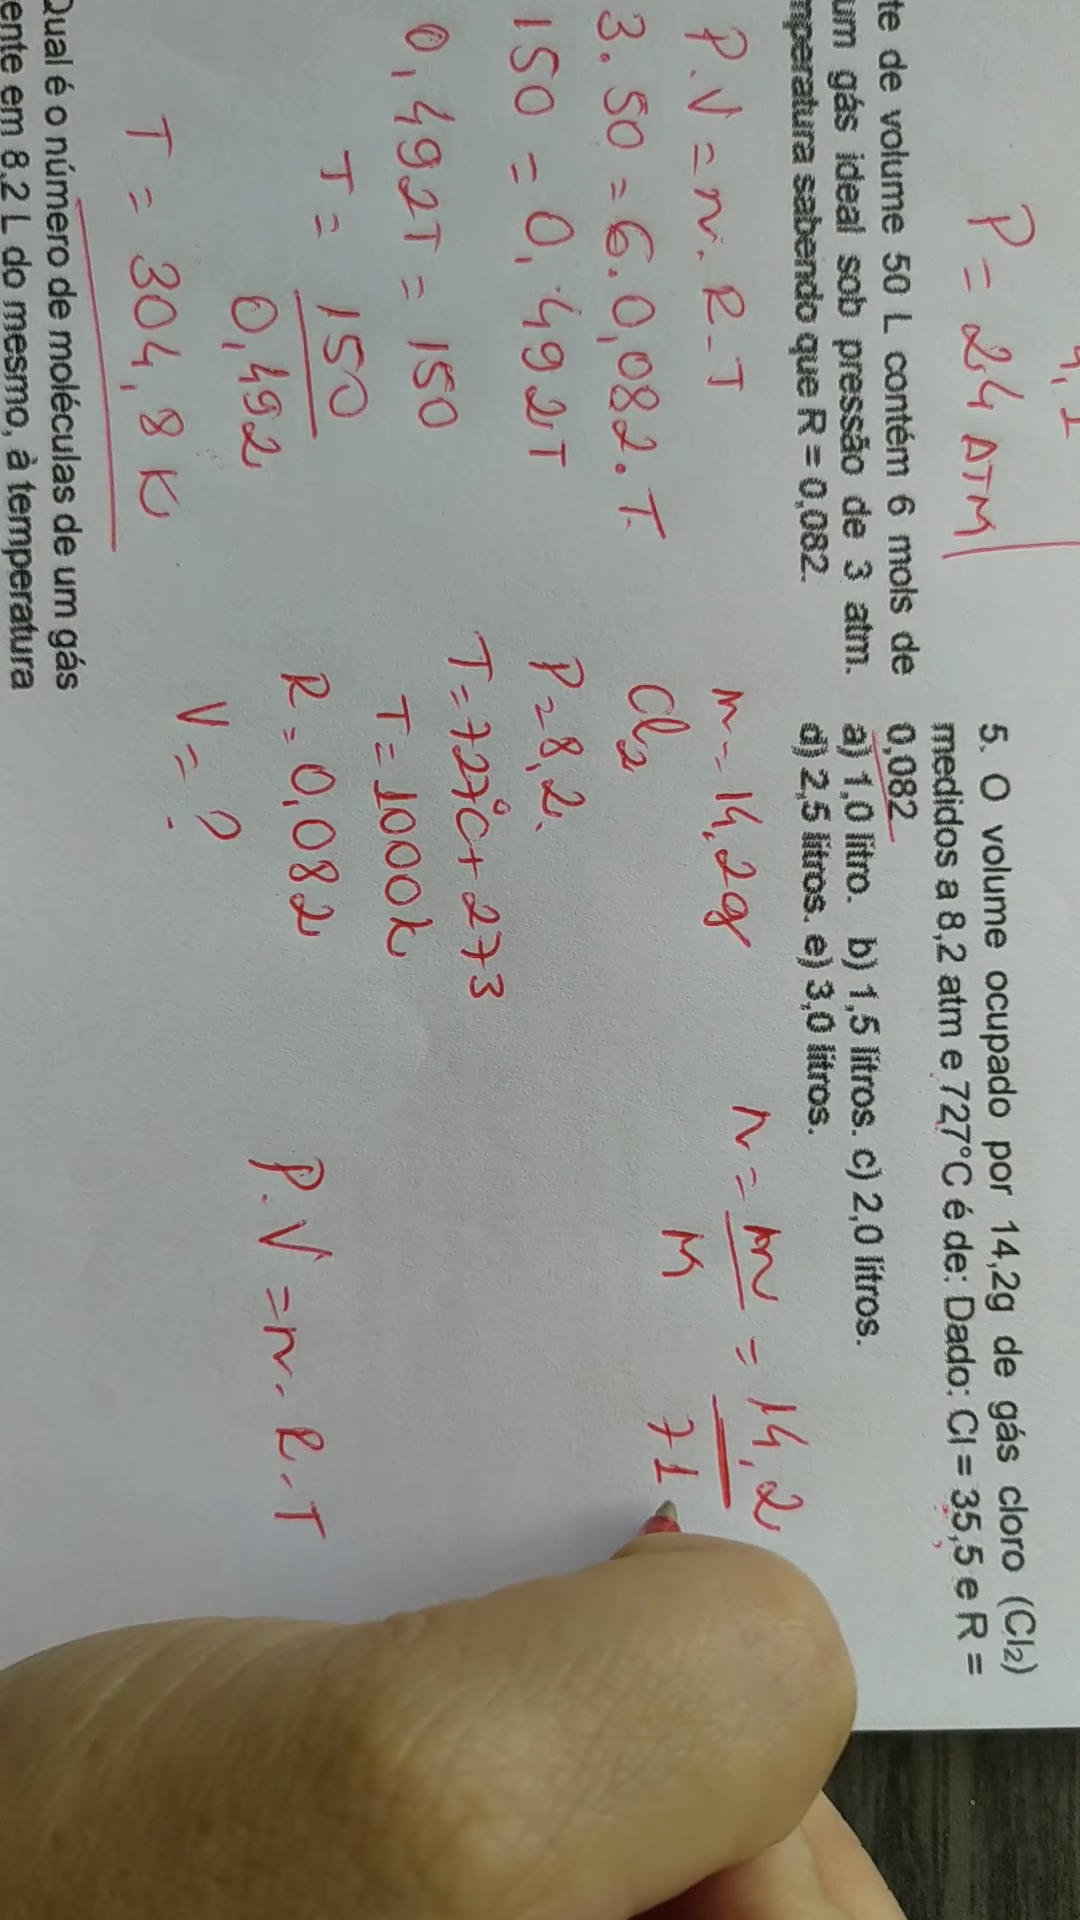 4,1
P = 24 ATM
te de volume 50 L contém 6 mols de
um gás ideal sob pressão de 3 atm.
mperatura sabendo que R = 0,082.
P.V = n.R.T
3.50 = 6.0,082.T
150 = 0,492T
0,492T = 150
T = 150
0,492
T = 304,8 K
Qual é o número de moléculas de um gás
ente em 8,2 L do mesmo, à temperatura
5. O volume ocupado por 14,2g de gás cloro (Cl₂)
medidos a 8,2 atm e 727°C é de: Dado: Cl = 35,5 e R =
0,082
a) 1,0 litro. b) 1,5 litros. c) 2,0 litros.
d) 2,5 litros. e) 3,0 litros.
m = 14,2g
Cl₂
P = 8,2.
T = 727°C + 273
T = 1000k
R = 0,082
V = ?
n = m = 14,2
M 71
P.V = n.R.T